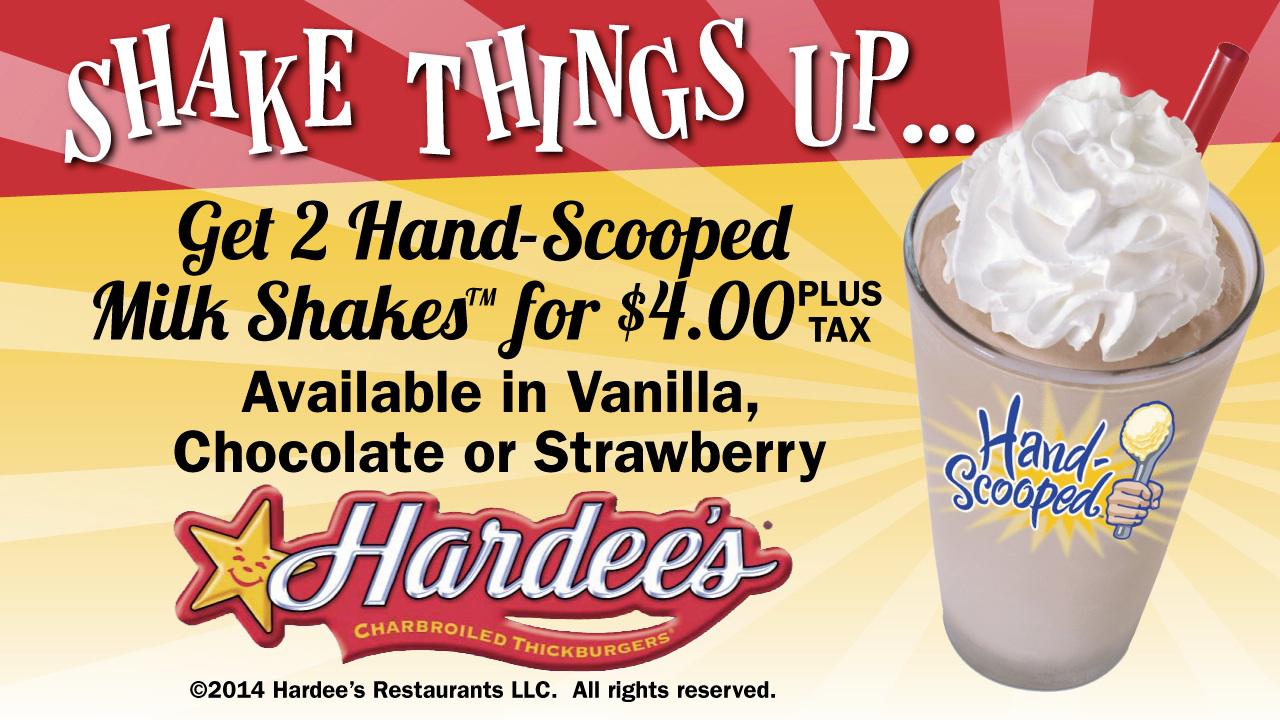 SHAKE THINGS UP...
Get 2 Hand-Scooped
Milk Shakes™ for $4.00 PLUS TAX
Available in Vanilla,
Chocolate or Strawberry
Hardee's
CHARBROILED THICKBURGERS®
©2014 Hardee's Restaurants LLC. All rights reserved.
Hand-
Scooped